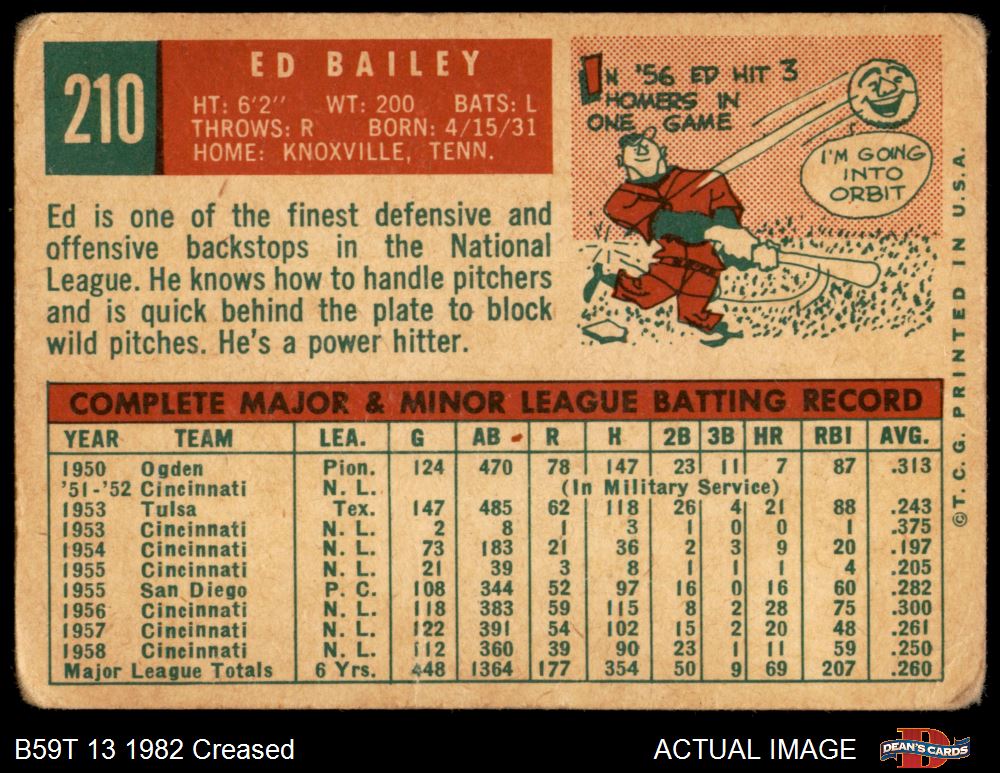 210
ED BAILEY
HT: 6'2" WT: 200 BATS: L
THROWS: R BORN: 4/15/31
HOME: KNOXVILLE, TENN.
IN '56 ED HIT 3
HOMERS IN
ONE GAME
I'M GOING
INTO
ORBIT
Ed is one of the finest defensive and
offensive backstops in the National
League. He knows how to handle pitchers
and is quick behind the plate to block
wild pitches. He's a power hitter.
COMPLETE MAJOR & MINOR LEAGUE BATTING RECORD
YEAR TEAM LEA. G AB R H 2B 3B HR RBI AVG.
1950 Ogden Pion. 124 470 78 147 23 11 7 87 .313
'51-'52 Cincinnati N. L. (In Military Service)
1953 Tulsa Tex. 147 485 62 118 26 4 21 88 .243
1953 Cincinnati N. L. 2 8 1 3 1 0 0 1 .375
1954 Cincinnati N. L. 73 183 21 36 2 3 9 20 .197
1955 Cincinnati N. L. 21 39 3 8 1 1 1 4 .205
1955 San Diego P. C. 108 344 52 97 16 0 16 60 .282
1956 Cincinnati N. L. 118 383 59 115 8 2 28 75 .300
1957 Cincinnati N. L. 122 391 54 102 15 2 20 48 .261
1958 Cincinnati N. L. 112 360 39 90 23 1 11 59 .250
Major League Totals 6 Yrs. 448 1364 177 354 50 9 69 207 .260
©T. C. G. PRINTED IN U.S.A.
B59T 13 1982 Creased
ACTUAL IMAGE
DEAN'S CARDS